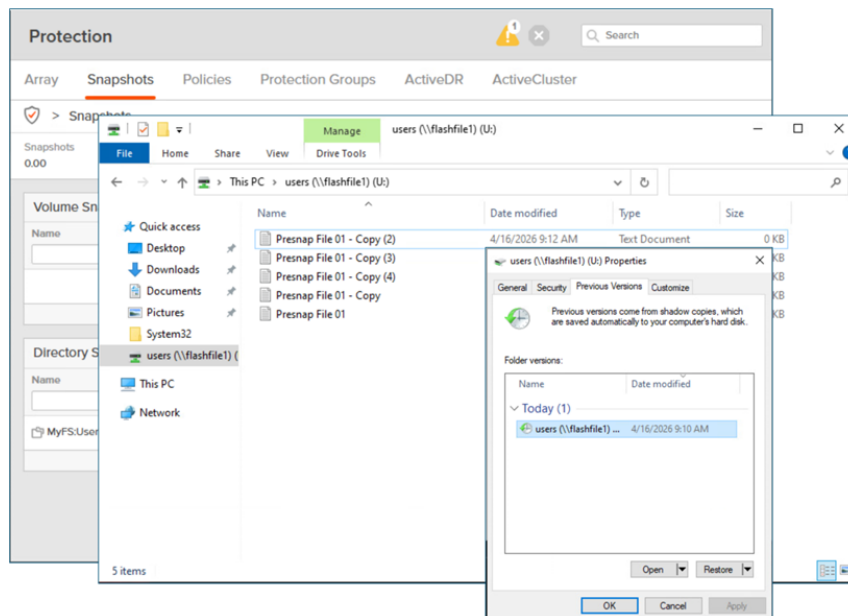 Protection
1
Search
Array Snapshots Policies Protection Groups ActiveDR ActiveCluster
> Snapshots
Snapshots
0.00
Volume Sn
Name
Directory S
Name
MyFS:User
Manage users (\\flashfile1) (U:)
File Home Share View Drive Tools
This PC > users (\\flashfile1) (U:)
Quick access
Desktop
Downloads
Documents
Pictures
System32
users (\\flashfile1) (
This PC
Network
Name Date modified Type Size
Presnap File 01 - Copy (2) 4/16/2026 9:12 AM Text Document 0 KB
Presnap File 01 - Copy (3) KB
Presnap File 01 - Copy (4) KB
Presnap File 01 - Copy KB
Presnap File 01 KB
5 items
users (\\flashfile1) (U:) Properties
General Security Previous Versions Customize
Previous versions come from shadow copies, which
are saved automatically to your computer's hard disk.
Folder versions:
Name Date modified
Today (1)
users (\\flashfile1) ... 4/16/2026 9:10 AM
Open Restore
OK Cancel Apply